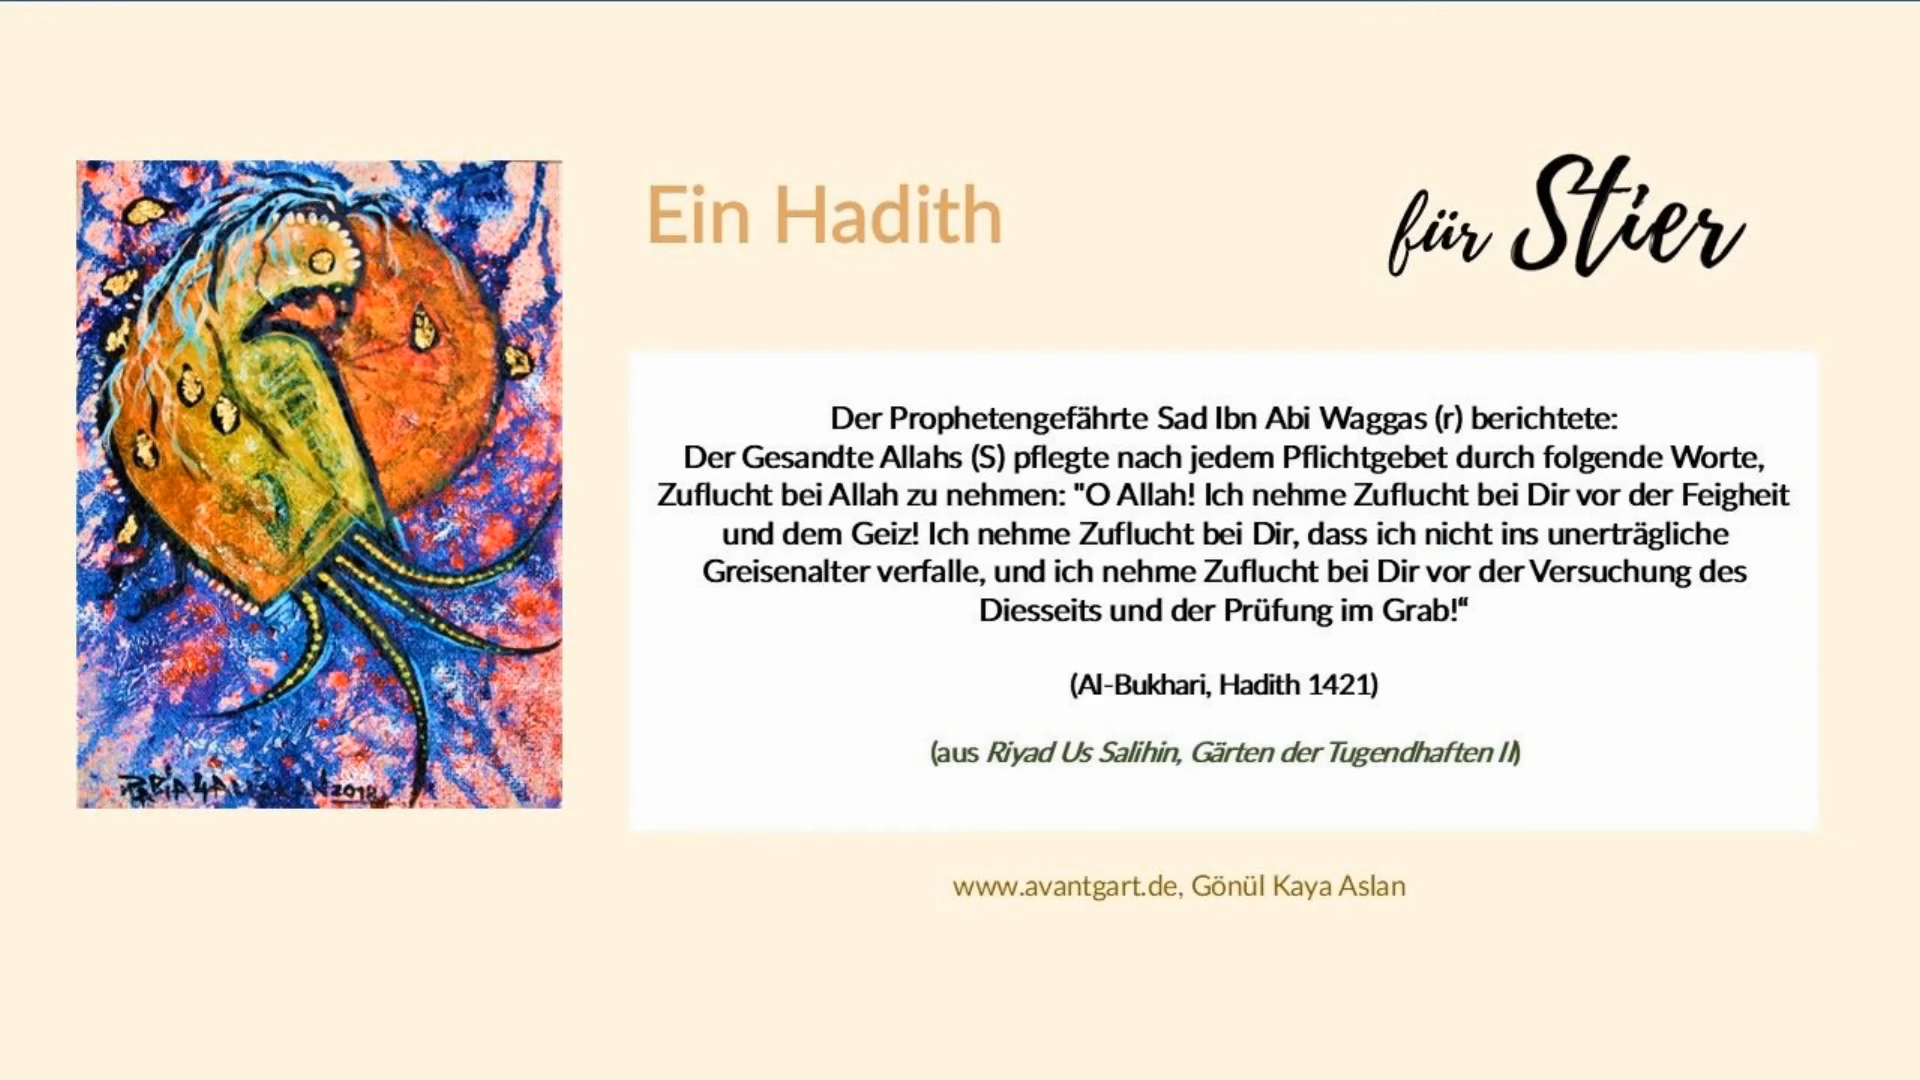 Ein Hadith
für Stier
Der Prophetengefährte Sad Ibn Abi Waggas (r) berichtete:
Der Gesandte Allahs (S) pflegte nach jedem Pflichtgebet durch folgende Worte,
Zuflucht bei Allah zu nehmen: "O Allah! Ich nehme Zuflucht bei Dir vor der Feigheit
und dem Geiz! Ich nehme Zuflucht bei Dir, dass ich nicht ins unerträgliche
Greisenalter verfalle, und ich nehme Zuflucht bei Dir vor der Versuchung des
Diesseits und der Prüfung im Grab!“
(Al-Bukhari, Hadith 1421)
(aus Riyad Us Salihin, Gärten der Tugendhaften II)
2018
www.avantgart.de, Gönül Kaya Aslan